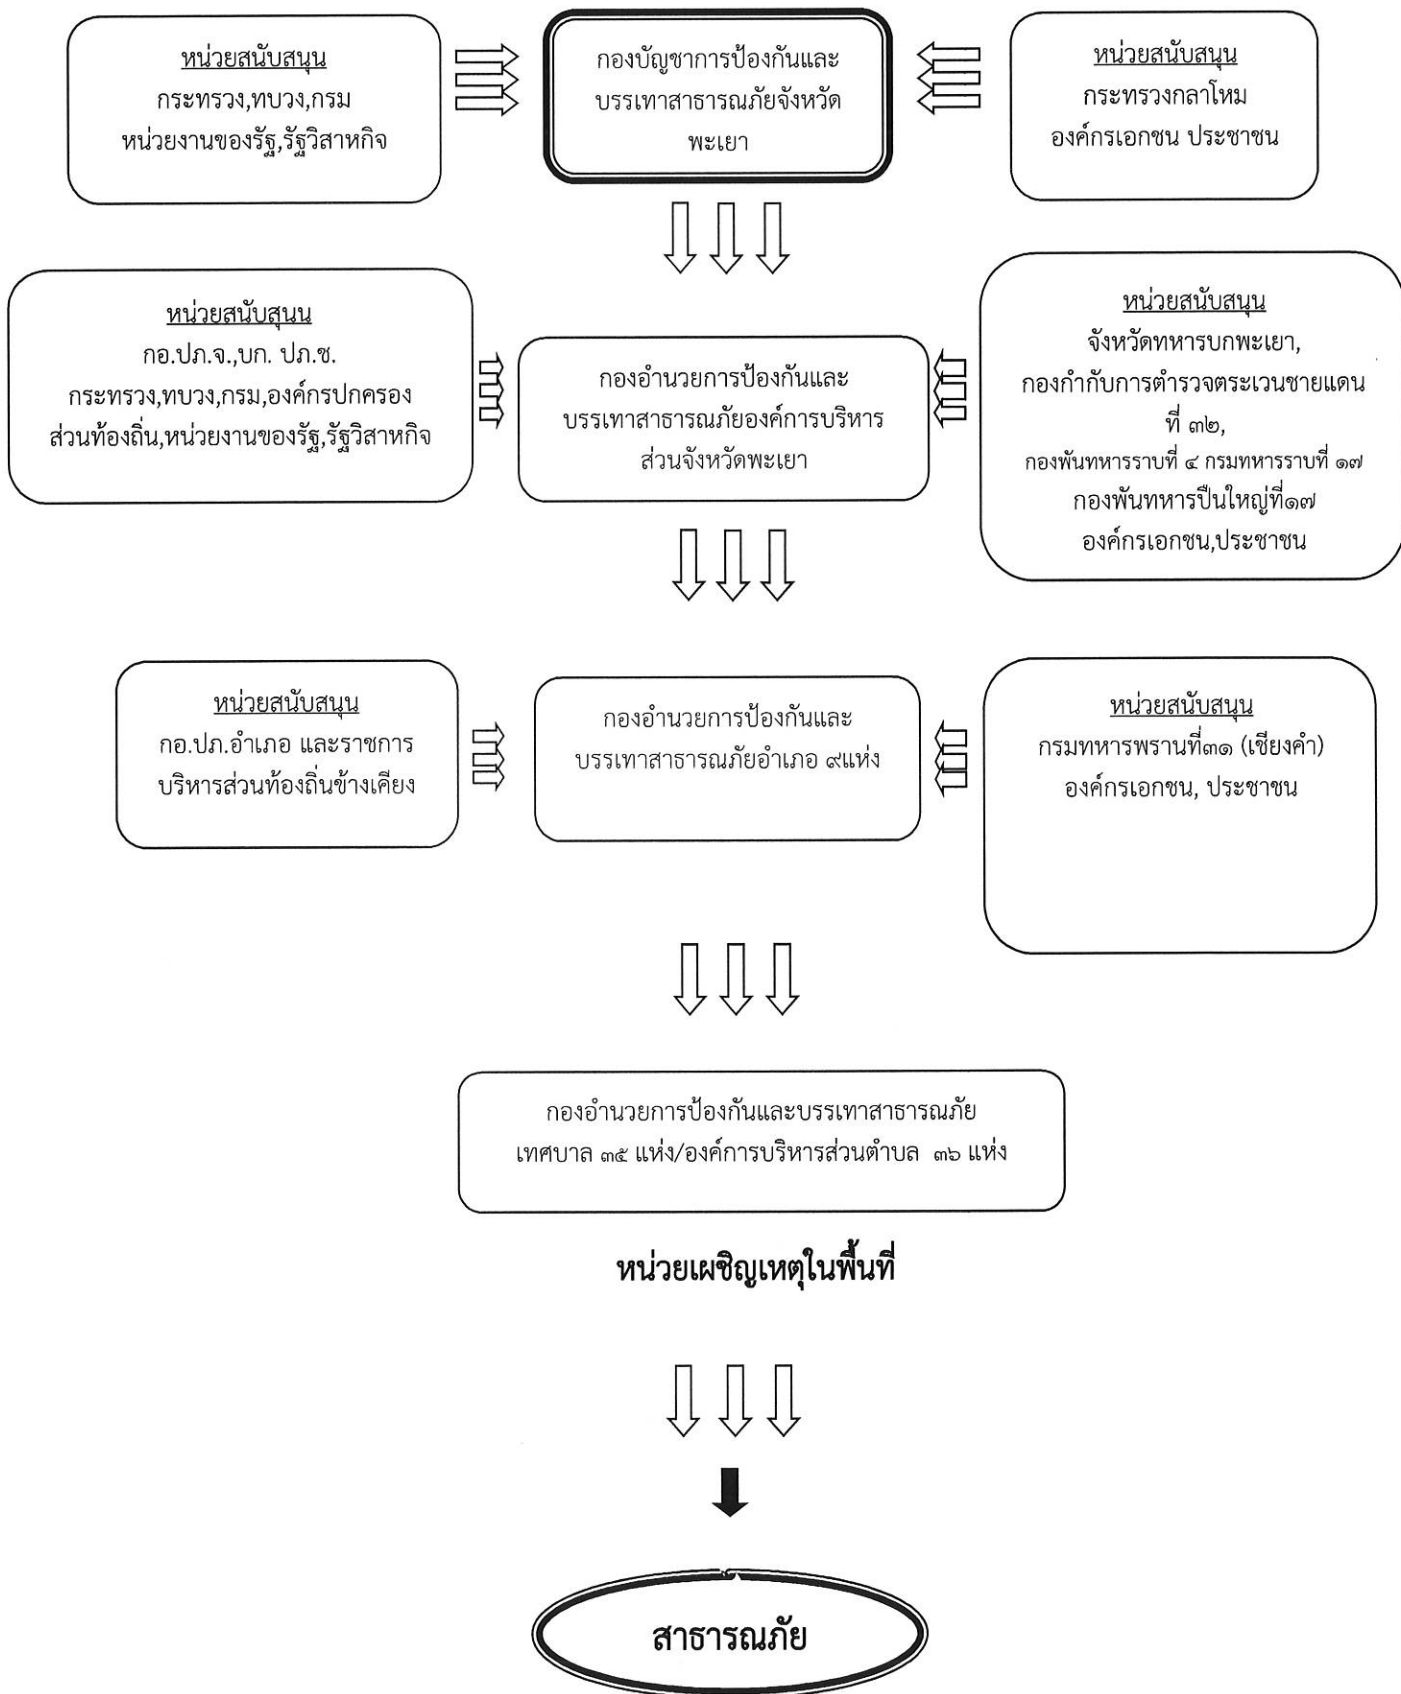 หน่วยสนับสนุน
กระทรวง,ทบวง,กรม
หน่วยงานของรัฐ,รัฐวิสาหกิจ
กองบัญชาการป้องกันและ
บรรเทาสาธารณภัยจังหวัด
พะเยา
หน่วยสนับสนุน
กระทรวงกลาโหม
องค์กรเอกชน ประชาชน
หน่วยสนับสุนน
กอ.ปภ.จ.,บก. ปภ.ช.
กระทรวง,ทบวง,กรม,องค์กรปกครอง
ส่วนท้องถิ่น,หน่วยงานของรัฐ,รัฐวิสาหกิจ
กองอำนวยการป้องกันและ
บรรเทาสาธารณภัยองค์การบริหาร
ส่วนจังหวัดพะเยา
หน่วยสนับสนุน
จังหวัดทหารบกพะเยา,
กองกำกับการตำรวจตระเวนชายแดน
ที่ ๓๒,
กองพันทหารราบที่ ๔ กรมทหารราบที่ ๑๗
กองพันทหารปืนใหญ่ที่๑๗
องค์กรเอกชน,ประชาชน
หน่วยสนับสนุน
กอ.ปภ.อำเภอ และราชการ
บริหารส่วนท้องถิ่นข้างเคียง
กองอำนวยการป้องกันและ
บรรเทาสาธารณภัยอำเภอ ๙แห่ง
หน่วยสนับสนุน
กรมทหารพรานที่๓๑ (เชียงคำ)
องค์กรเอกชน, ประชาชน
กองอำนวยการป้องกันและบรรเทาสาธารณภัย
เทศบาล ๓๕ แห่ง/องค์การบริหารส่วนตำบล ๓๖ แห่ง
หน่วยเผชิญเหตุในพื้นที่
สาธารณภัย